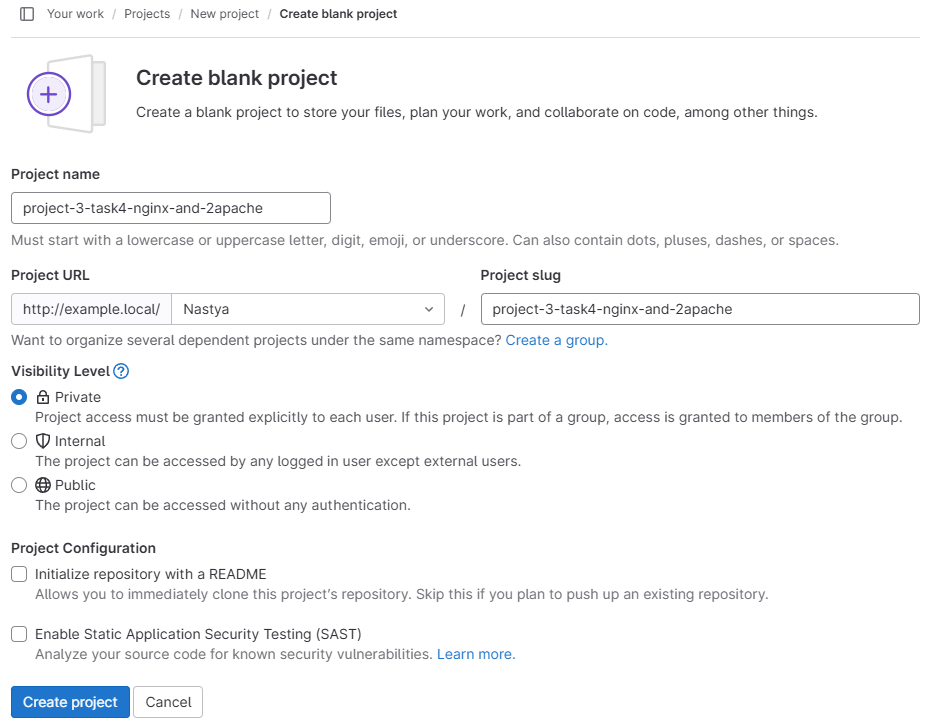 Your work / Projects / New project / Create blank project
Create blank project
Create a blank project to store your files, plan your work, and collaborate on code, among other things.
Project name
project-3-task4-nginx-and-2apache
Must start with a lowercase or uppercase letter, digit, emoji, or underscore. Can also contain dots, pluses, dashes, or spaces.
Project URL
Project slug
http://example.local/ Nastya / project-3-task4-nginx-and-2apache
Want to organize several dependent projects under the same namespace? Create a group.
Visibility Level ?
Private
Project access must be granted explicitly to each user. If this project is part of a group, access is granted to members of the group.
Internal
The project can be accessed by any logged in user except external users.
Public
The project can be accessed without any authentication.
Project Configuration
Initialize repository with a README
Allows you to immediately clone this project's repository. Skip this if you plan to push up an existing repository.
Enable Static Application Security Testing (SAST)
Analyze your source code for known security vulnerabilities. Learn more.
Create project Cancel